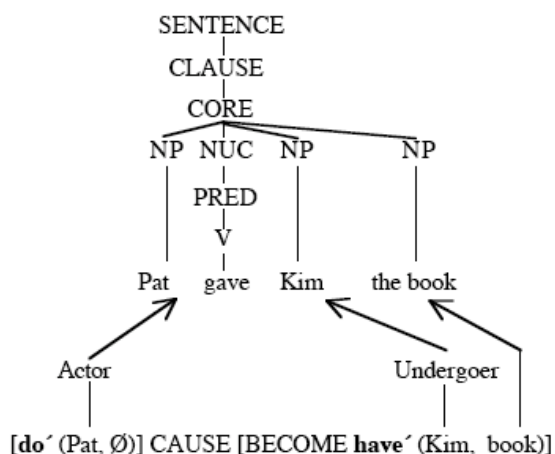 SENTENCE
CLAUSE
CORE
NP NUC NP NP
PRED
V
Pat gave Kim the book
Actor Undergoer
[do´ (Pat, Ø)] CAUSE [BECOME have´ (Kim, book)]